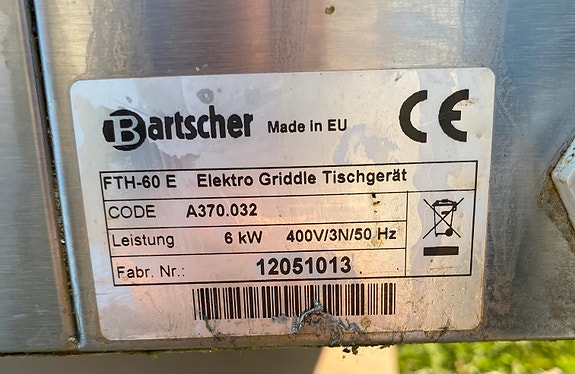 Bartscher Made in EU CE
FTH-60 E Elektro Griddle Tischgerät
CODE A370.032
Leistung 6 kW 400V/3N/50 Hz
Fabr. Nr.: 12051013